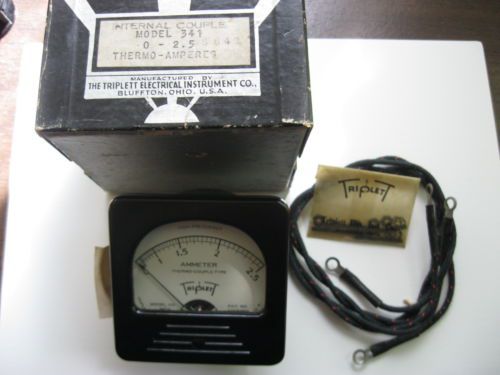 INTERNAL COUPLE
MODEL 341
0 - 2.5
THERMO-AMPERES
MANUFACTURED BY
THE TRIPLETT ELECTRICAL INSTRUMENT CO.,
BLUFFTON, OHIO, U.S.A.
TRIPLETT
1 1.5 2 2.5
AMMETER
THERMO-COUPLE TYPE
TRIPLETT